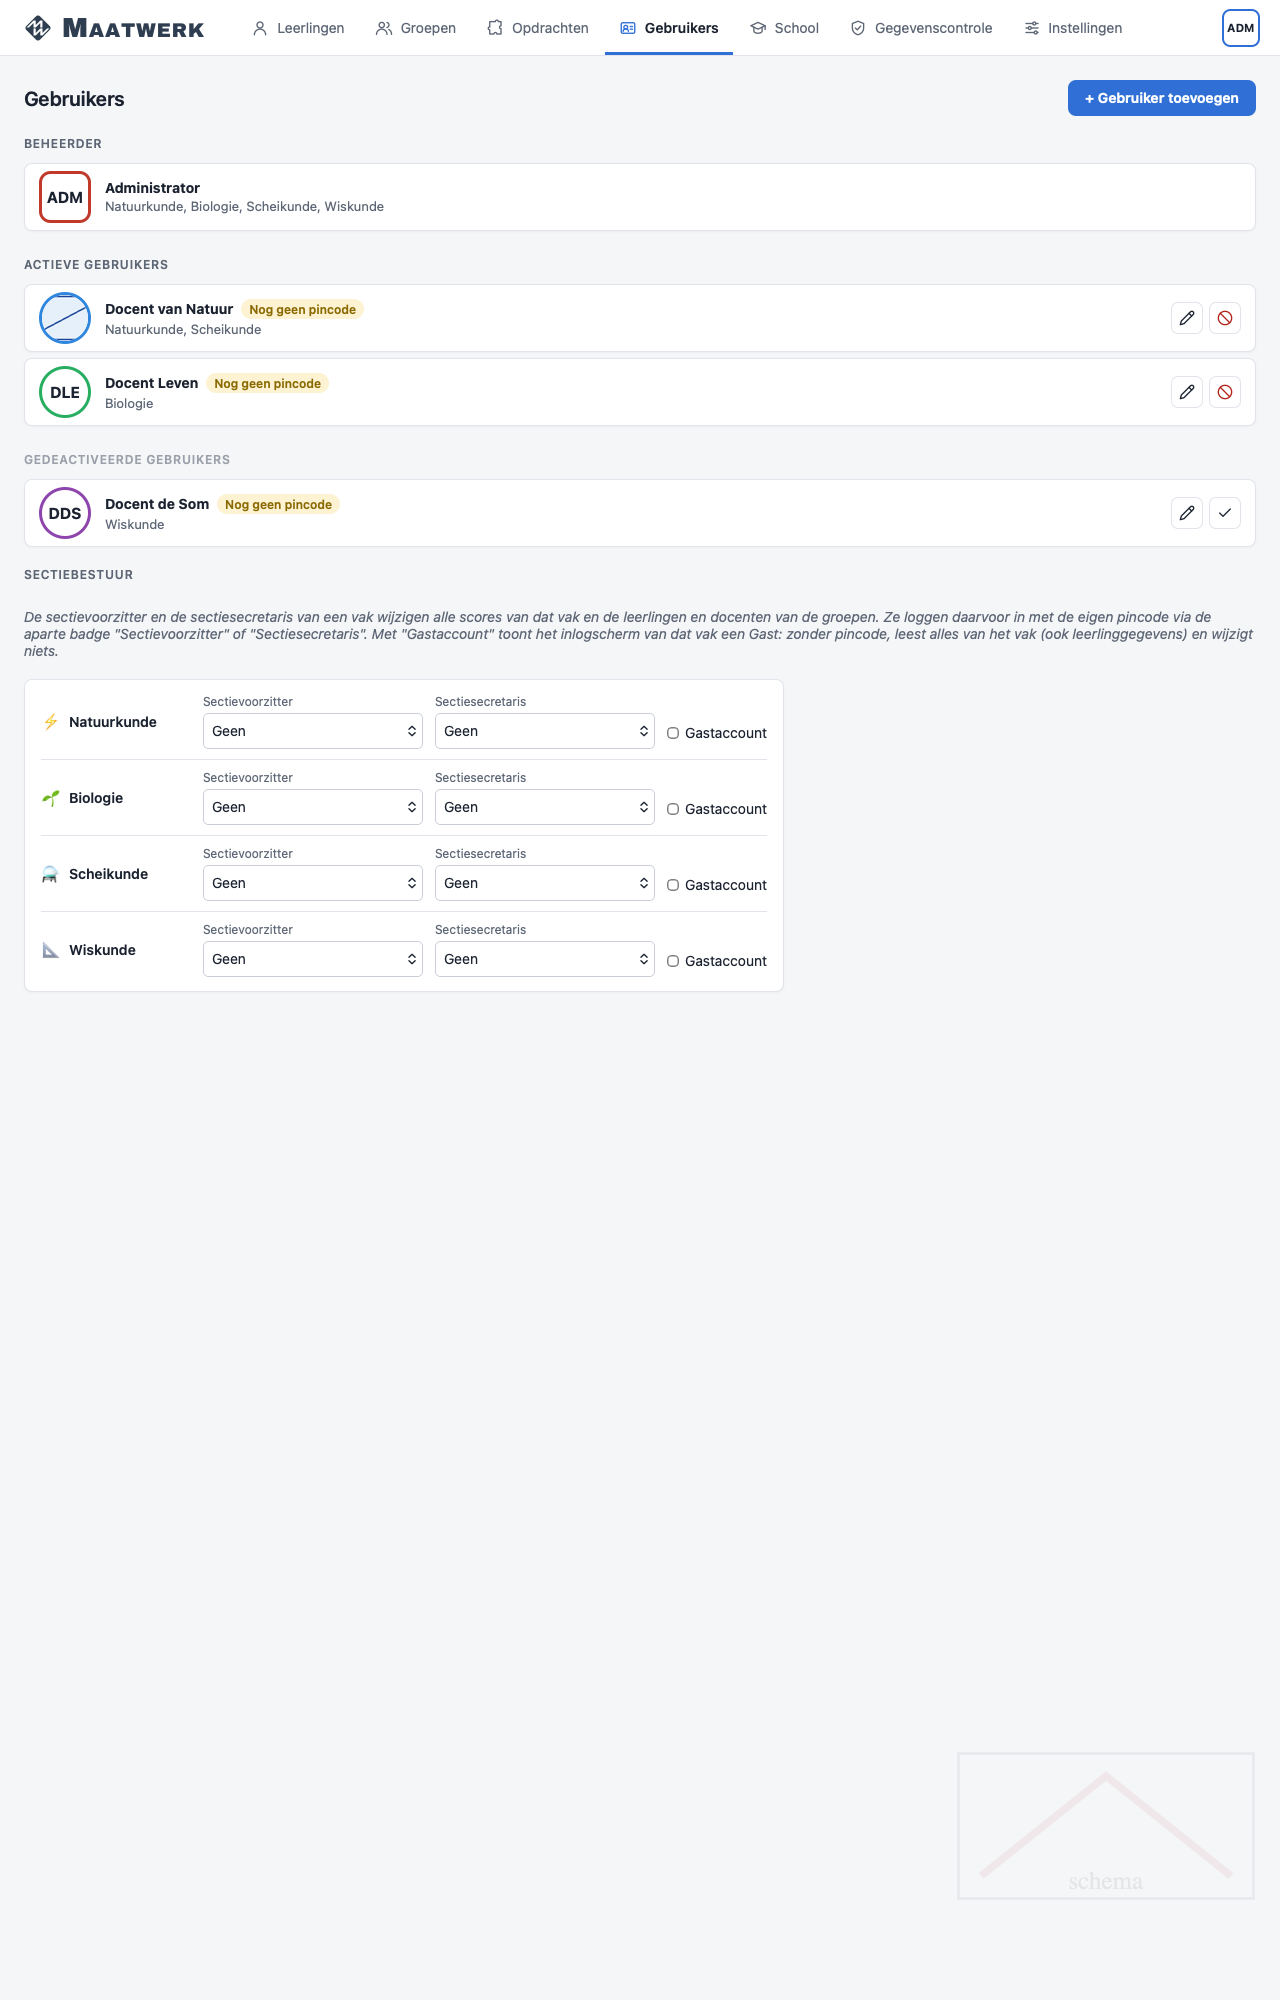 MAATWERK
Leerlingen
Groepen
Opdrachten
Gebruikers
School
Gegevenscontrole
Instellingen
ADM
Gebruikers
+ Gebruiker toevoegen
BEHEERDER
ADM
Administrator
Natuurkunde, Biologie, Scheikunde, Wiskunde
ACTIEVE GEBRUIKERS
Docent van Natuur Nog geen pincode
Natuurkunde, Scheikunde
DLE
Docent Leven Nog geen pincode
Biologie
GEDEACTIVEERDE GEBRUIKERS
DDS
Docent de Som Nog geen pincode
Wiskunde
SECTIEBESTUUR
De sectievoorzitter en de sectiesecretaris van een vak wijzigen alle scores van dat vak en de leerlingen en docenten van de groepen. Ze loggen daarvoor in met de eigen pincode via de
aparte badge "Sectievoorzitter" of "Sectiesecretaris". Met "Gastaccount" toont het inlogscherm van dat vak een Gast: zonder pincode, leest alles van het vak (ook leerlinggegevens) en wijzigt
niets.
Sectievoorzitter Sectiesecretaris
Natuurkunde Geen Geen Gastaccount
Sectievoorzitter Sectiesecretaris
Biologie Geen Geen Gastaccount
Sectievoorzitter Sectiesecretaris
Scheikunde Geen Geen Gastaccount
Sectievoorzitter Sectiesecretaris
Wiskunde Geen Geen Gastaccount
schema